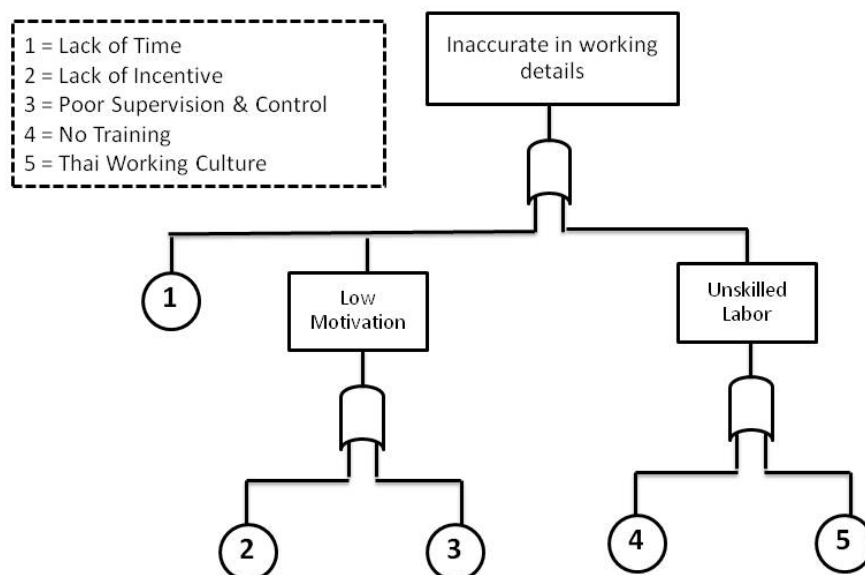 1 = Lack of Time
2 = Lack of Incentive
3 = Poor Supervision & Control
4 = No Training
5 = Thai Working Culture
Inaccurate in working
details
1
Low
Motivation
Unskilled
Labor
2
3
4
5